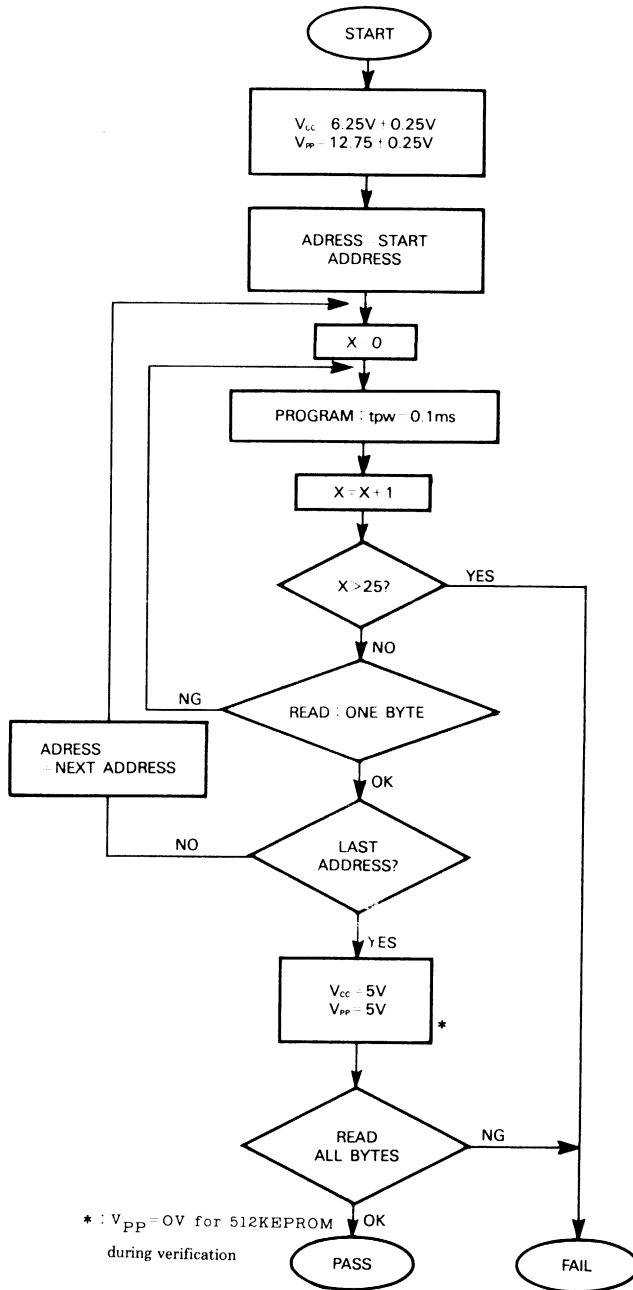 START
Vcc 6.25V ± 0.25V
VPP = 12.75 ± 0.25V
ADRESS = START
ADDRESS
X 0
PROGRAM : tpw = 0.1ms
X = X + 1
X > 25?
YES
NO
NG
READ : ONE BYTE
ADRESS
= NEXT ADDRESS
OK
NO
LAST
ADDRESS?
YES
Vcc = 5V
VPP = 5V
*
READ
ALL BYTES
NG
* : VPP = 0V for 512KEPROM
during verification
OK
PASS
FAIL